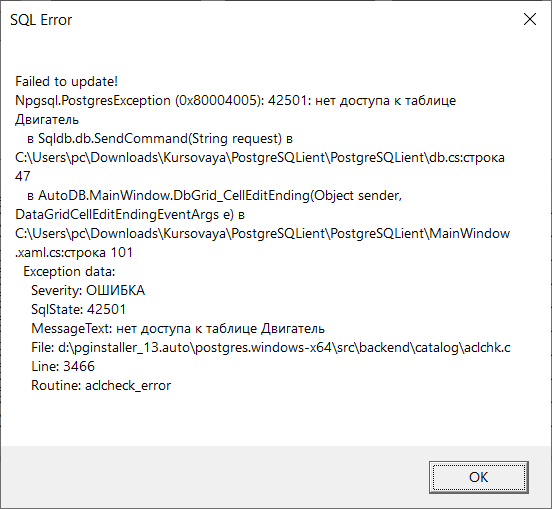 SQL Error
Failed to update!
Npgsql.PostgresException (0x80004005): 42501: нет доступа к таблице
Двигатель
в Sqldb.db.SendCommand(String request) в
C:\Users\pc\Downloads\Kursovaya\PostgreSQLient\PostgreSQLient\db.cs:строка
47
в AutoDB.MainWindow.DbGrid_CellEditEnding(Object sender,
DataGridCellEditEndingEventArgs e) в
C:\Users\pc\Downloads\Kursovaya\PostgreSQLient\PostgreSQLient\MainWindow
.xaml.cs:строка 101
Exception data:
Severity: ОШИБКА
SqlState: 42501
MessageText: нет доступа к таблице Двигатель
File: d:\pginstaller_13.auto\postgres.windows-x64\src\backend\catalog\aclchk.c
Line: 3466
Routine: aclcheck_error
OK